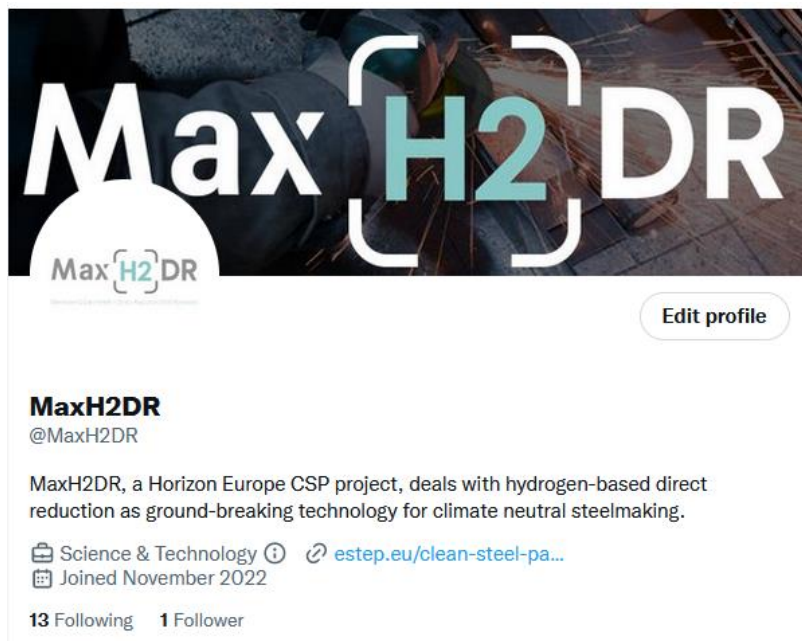 Max H2 DR
Max H2 DR
Edit profile
MaxH2DR
@MaxH2DR
MaxH2DR, a Horizon Europe CSP project, deals with hydrogen-based direct
reduction as ground-breaking technology for climate neutral steelmaking.
Science & Technology estep.eu/clean-steel-pa...
Joined November 2022
13 Following 1 Follower